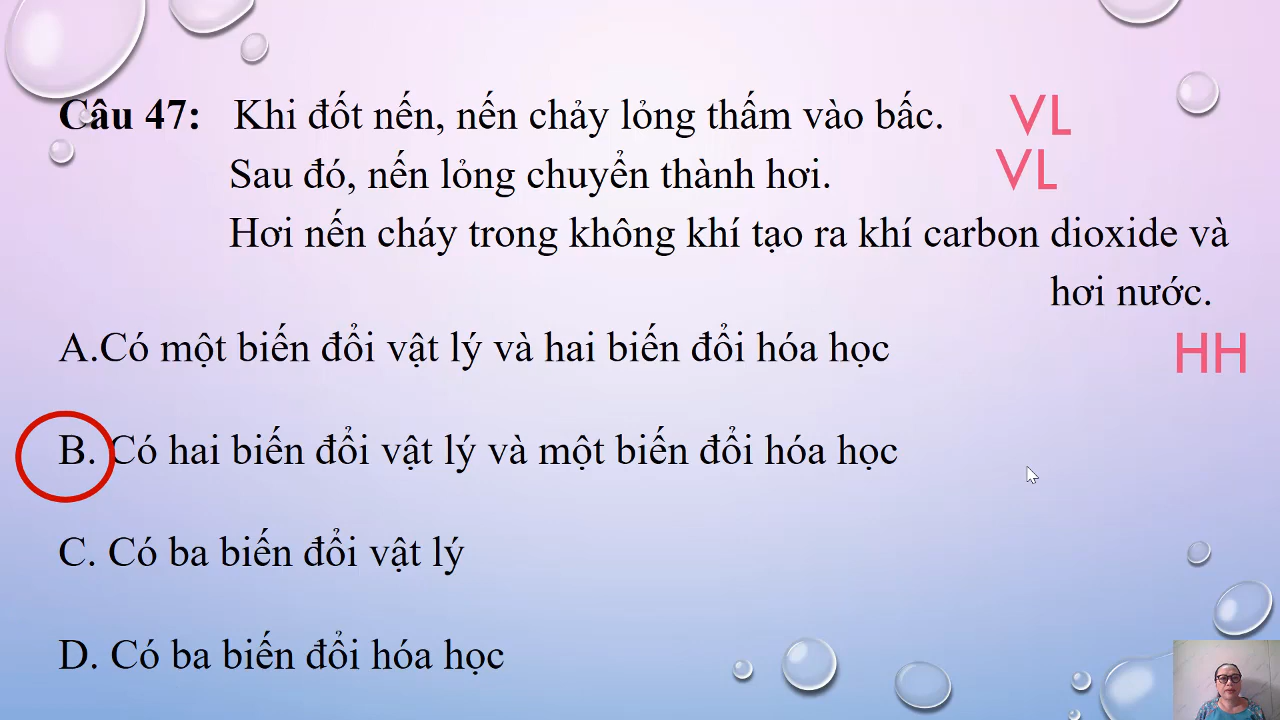 Câu 47: Khi đốt nến, nến chảy lỏng thấm vào bấc. VL
Sau đó, nến lỏng chuyển thành hơi. VL
Hơi nến cháy trong không khí tạo ra khí carbon dioxide và
hơi nước.
A.Có một biến đổi vật lý và hai biến đổi hóa học
HH
B. Có hai biến đổi vật lý và một biến đổi hóa học
C. Có ba biến đổi vật lý
D. Có ba biến đổi hóa học